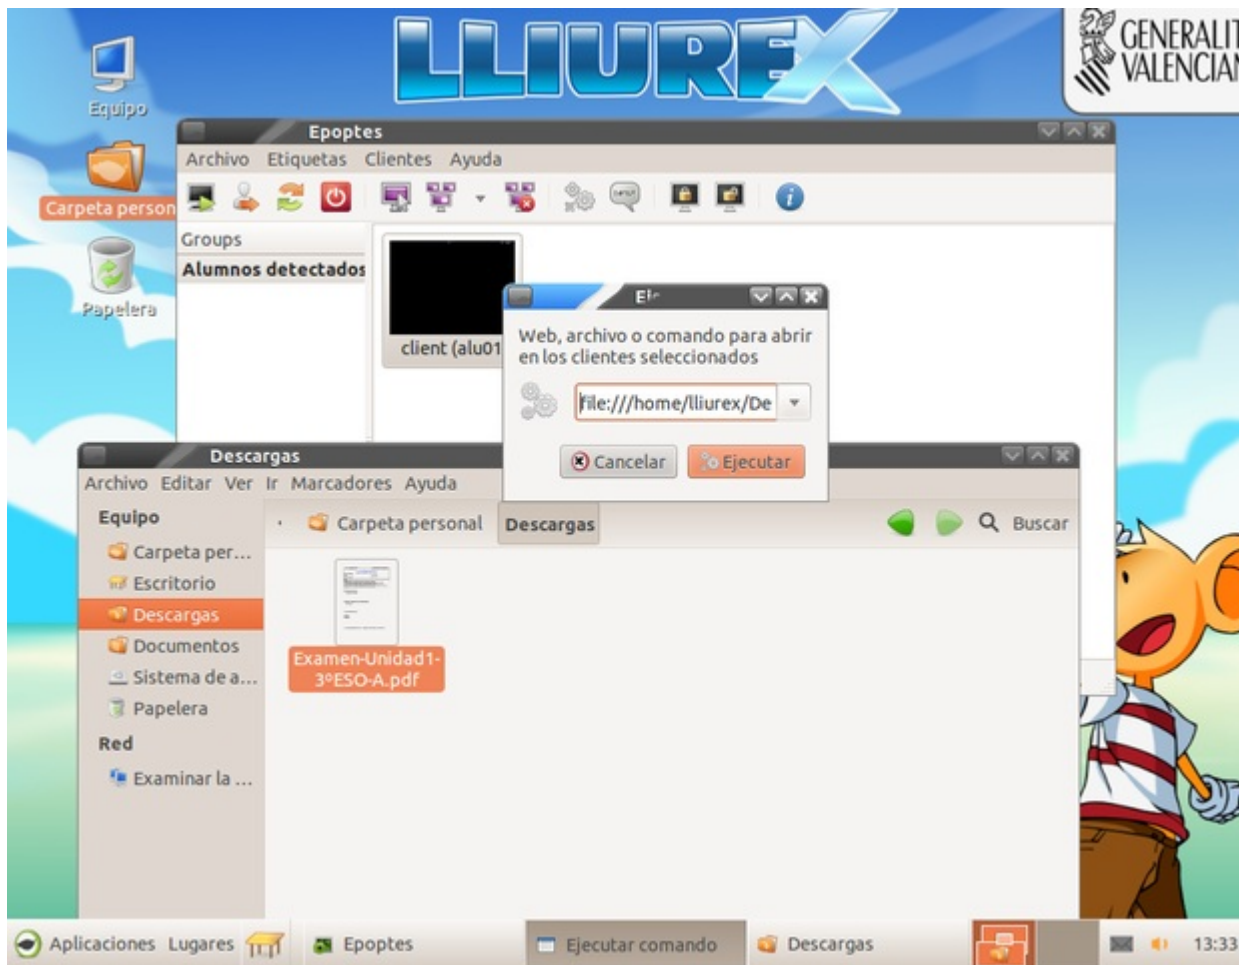 LLIUREX
GENERALIT
VALENCIAN
Equipo
Carpeta person
Papelera
Epoptes
Archivo Etiquetas Clientes Ayuda
Groups
Alumnos detectados
client (alu01
Eje
Web, archivo o comando para abrir
en los clientes seleccionados
file:///home/lliurex/De
Cancelar Ejecutar
Descargas
Archivo Editar Ver Ir Marcadores Ayuda
Equipo
Carpeta personal Descargas Buscar
Carpeta per...
Escritorio
Descargas
Documentos
Sistema de a...
Papelera
Red
Examinar la ...
Examen-Unidad1-
3ºESO-A.pdf
Aplicaciones Lugares Epoptes Ejecutar comando Descargas 13:33